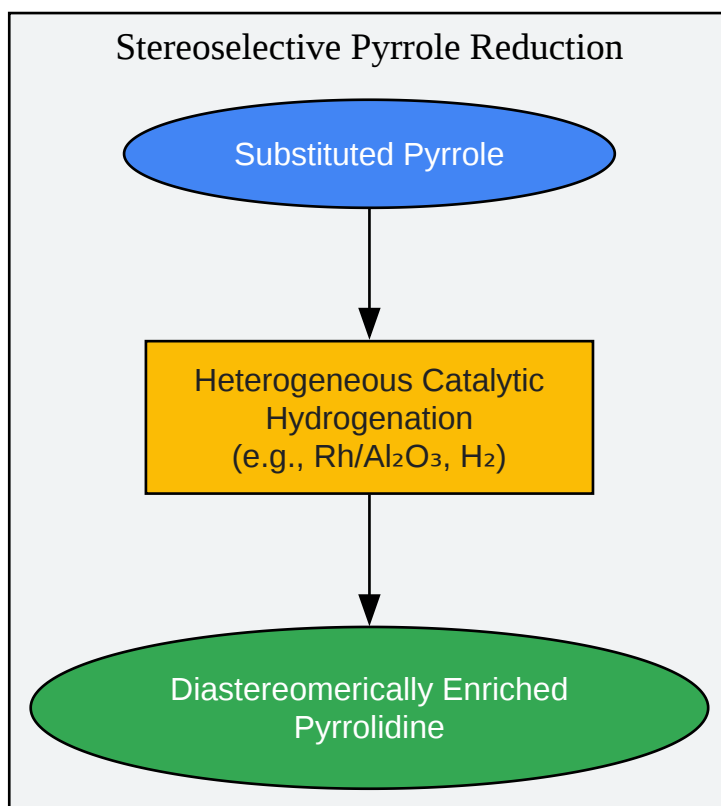 Stereoselective Pyrrole Reduction
Substituted Pyrrole
Heterogeneous Catalytic
Hydrogenation
(e.g., Rh/Al₂O₃, H₂)
Diastereomerically Enriched
Pyrrolidine